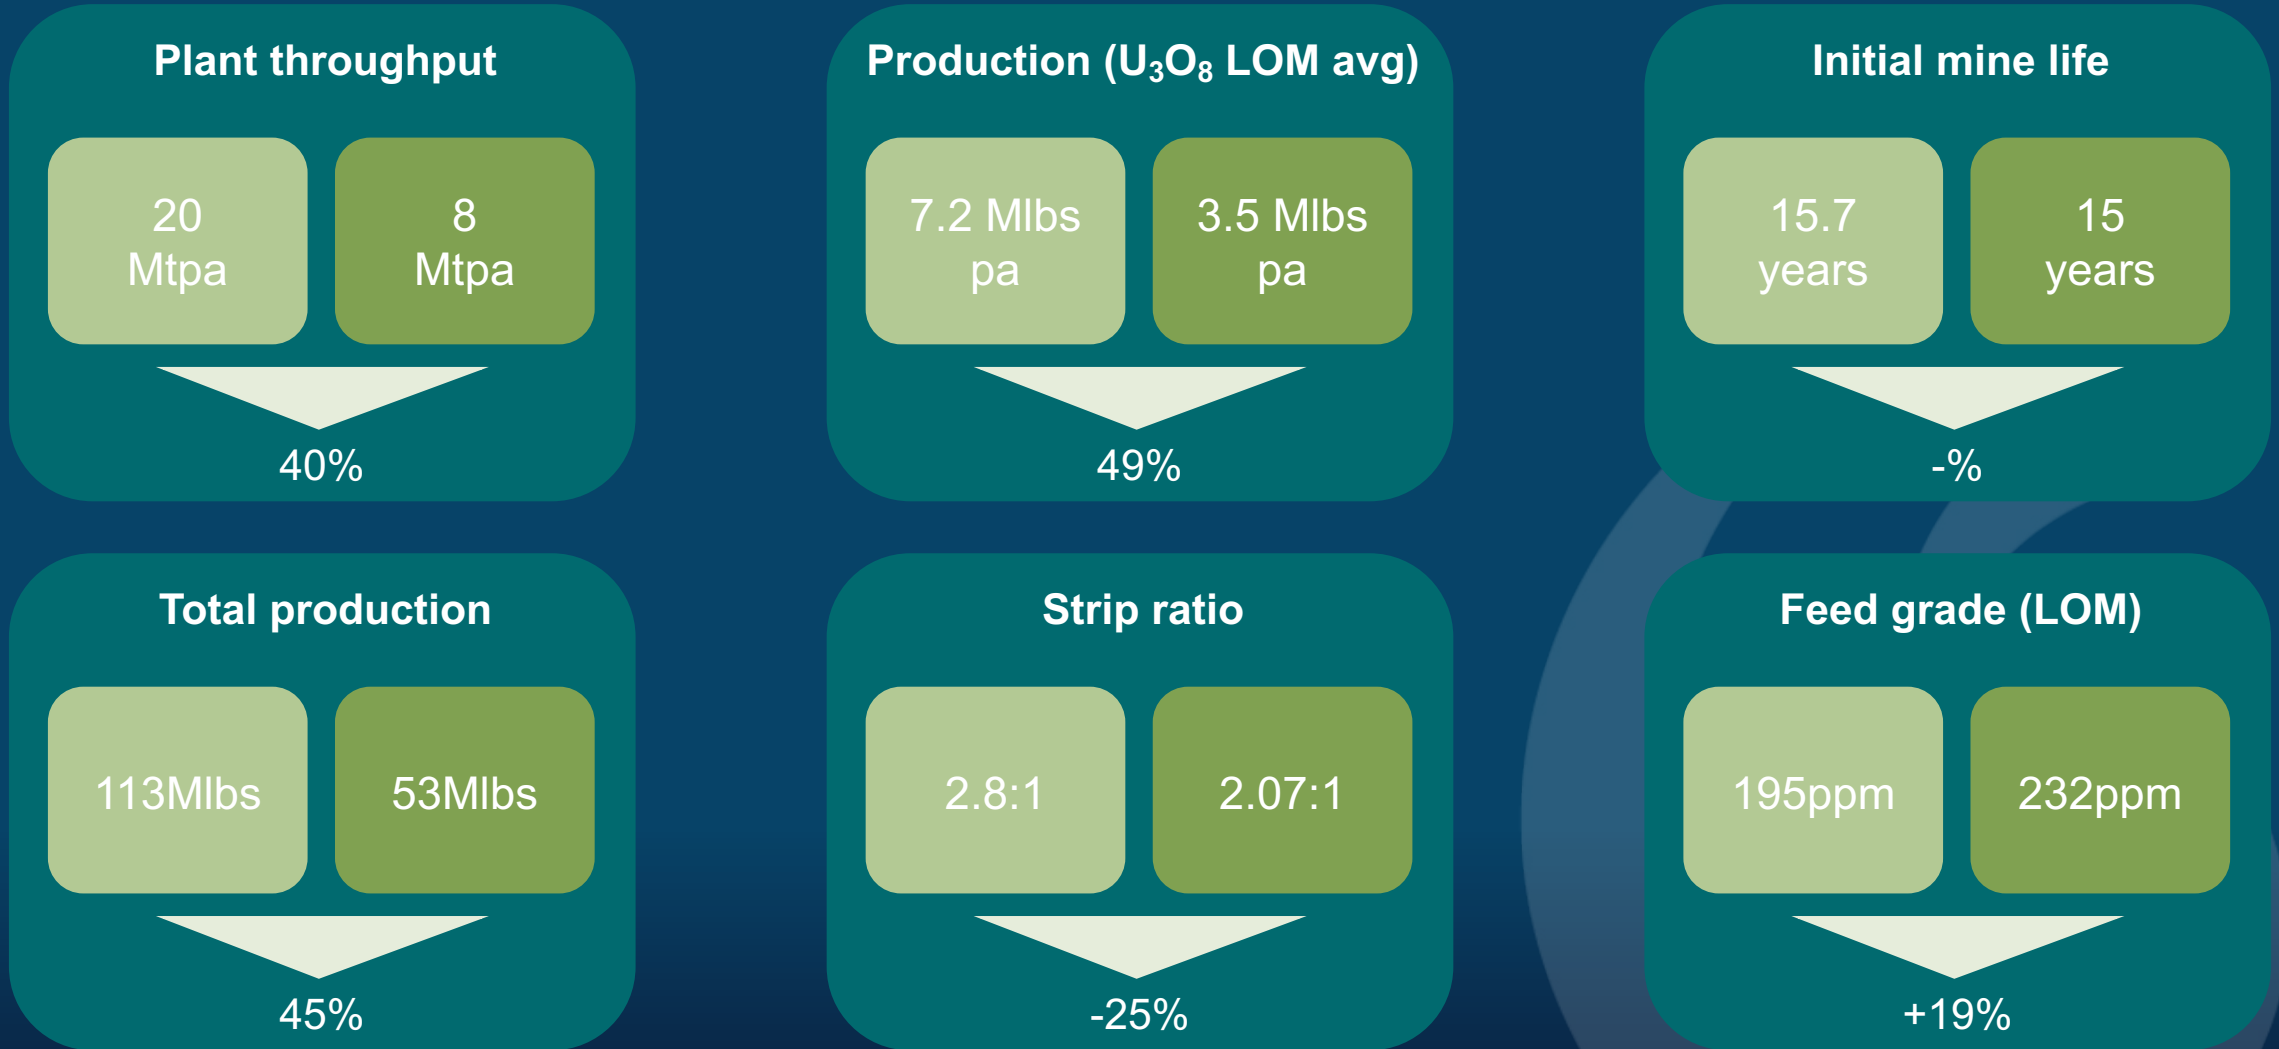 Plant throughput
20
Mtpa
8
Mtpa
40%
Production (U₃O₈ LOM avg)
7.2 Mlbs
pa
3.5 Mlbs
pa
49%
Initial mine life
15.7
years
15
years
-%
Total production
113Mlbs
53Mlbs
45%
Strip ratio
2.8:1
2.07:1
-25%
Feed grade (LOM)
195ppm
232ppm
+19%